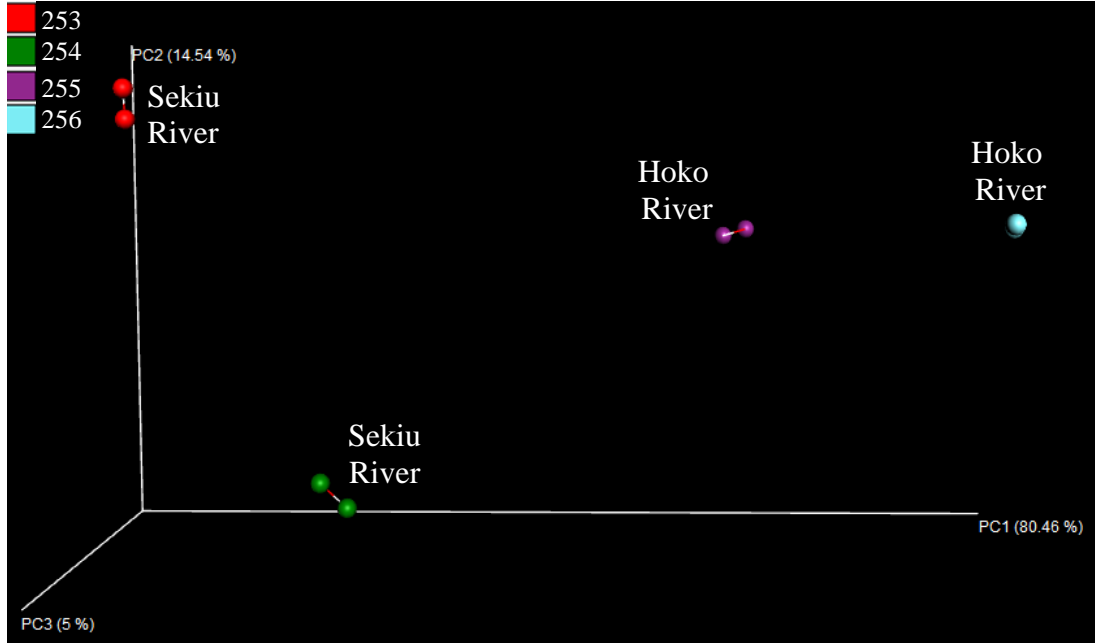 253
254
255
256
PC2 (14.54 %)
Sekiu
River
Hoko
River
Hoko
River
Sekiu
River
PC1 (80.46 %)
PC3 (5 %)